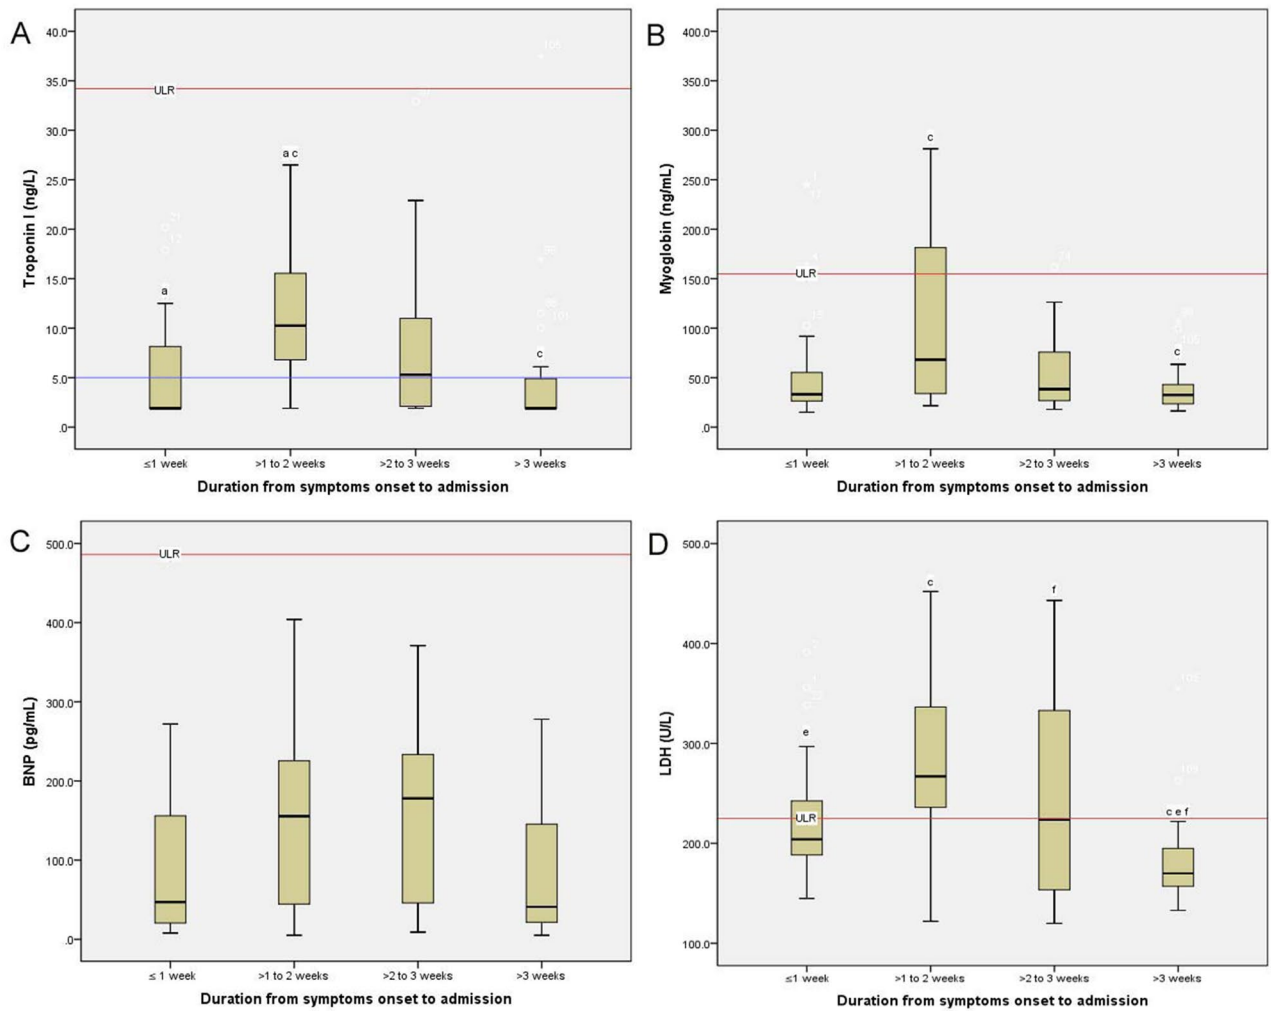 A
Troponin I (ng/L)
40.0
35.0
30.0
25.0
20.0
15.0
10.0
5.0
.0
105
ULR
a c
a
c
101
≤1 week
>1 to 2 weeks
>2 to 3 weeks
> 3 weeks
Duration from symptoms onset to admission
B
Myoglobin (ng/mL)
400.0
350.0
300.0
250.0
200.0
150.0
100.0
50.0
.0
c
ULR
c
≤1 week
>1 to 2 weeks
>2 to 3 weeks
>3 weeks
Duration from symptoms onset to admission
C
BNP (pg/mL)
500.0
400.0
300.0
200.0
100.0
.0
ULR
≤ 1 week
>1 to 2 weeks
>2 to 3 weeks
>3 weeks
Duration from symptoms onset to admission
D
LDH (U/L)
500.0
400.0
300.0
200.0
100.0
c
f
105
e
c e f
ULR
≤1 week
>1 to 2 weeks
>2 to 3 weeks
>3 weeks
Duration from symptoms onset to admission